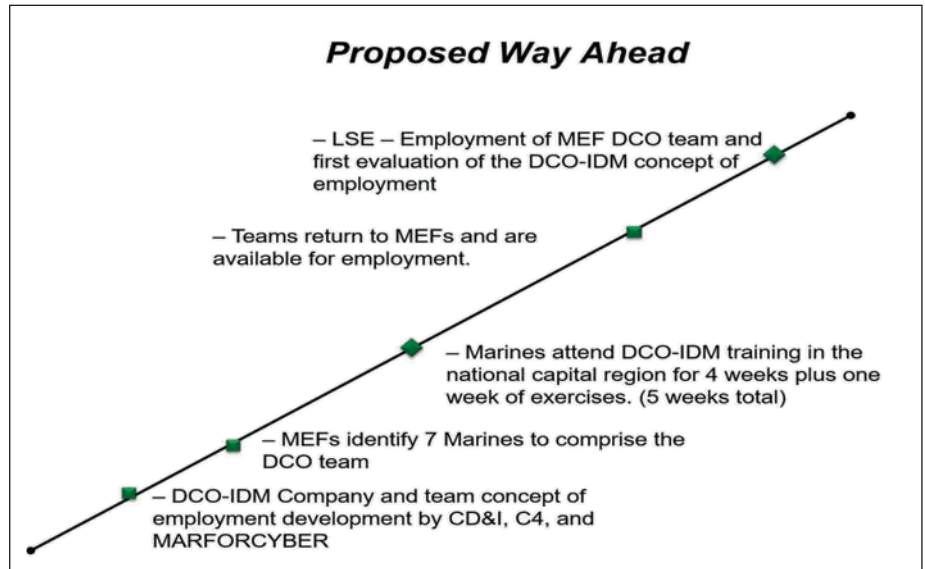 Proposed Way Ahead
– LSE – Employment of MEF DCO team and
first evaluation of the DCO-IDM concept of
employment
– Teams return to MEFs and are
available for employment.
– Marines attend DCO-IDM training in the
national capital region for 4 weeks plus one
week of exercises. (5 weeks total)
– MEFs identify 7 Marines to comprise the
DCO team
– DCO-IDM Company and team concept of
employment development by CD&I, C4, and
MARFORCYBER